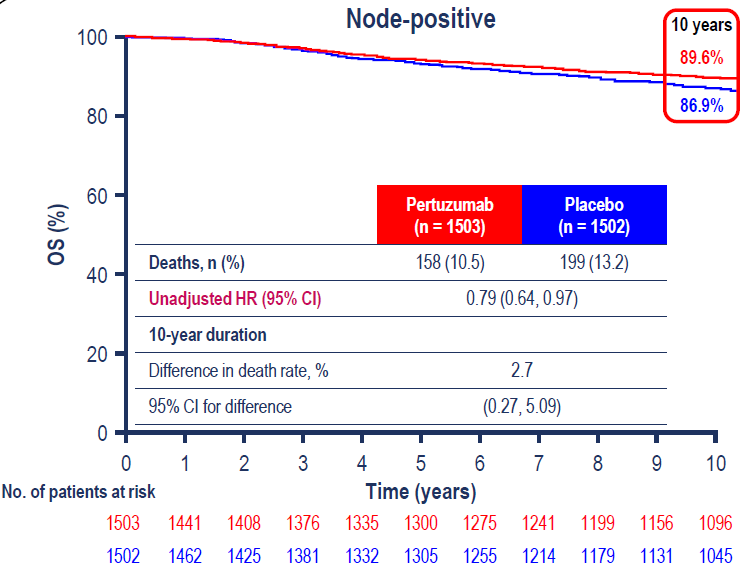 Node-positive
10 years
89.6%
86.9%
100
80
60
40
20
0
OS (%)
Pertuzumab
(n = 1503)
Placebo
(n = 1502)
Deaths, n (%) 158 (10.5) 199 (13.2)
Unadjusted HR (95% CI) 0.79 (0.64, 0.97)
10-year duration
Difference in death rate, % 2.7
95% CI for difference (0.27, 5.09)
0 1 2 3 4 5 6 7 8 9 10
No. of patients at risk Time (years)
1503 1441 1408 1376 1335 1300 1275 1241 1199 1156 1096
1502 1462 1425 1381 1332 1305 1255 1214 1179 1131 1045